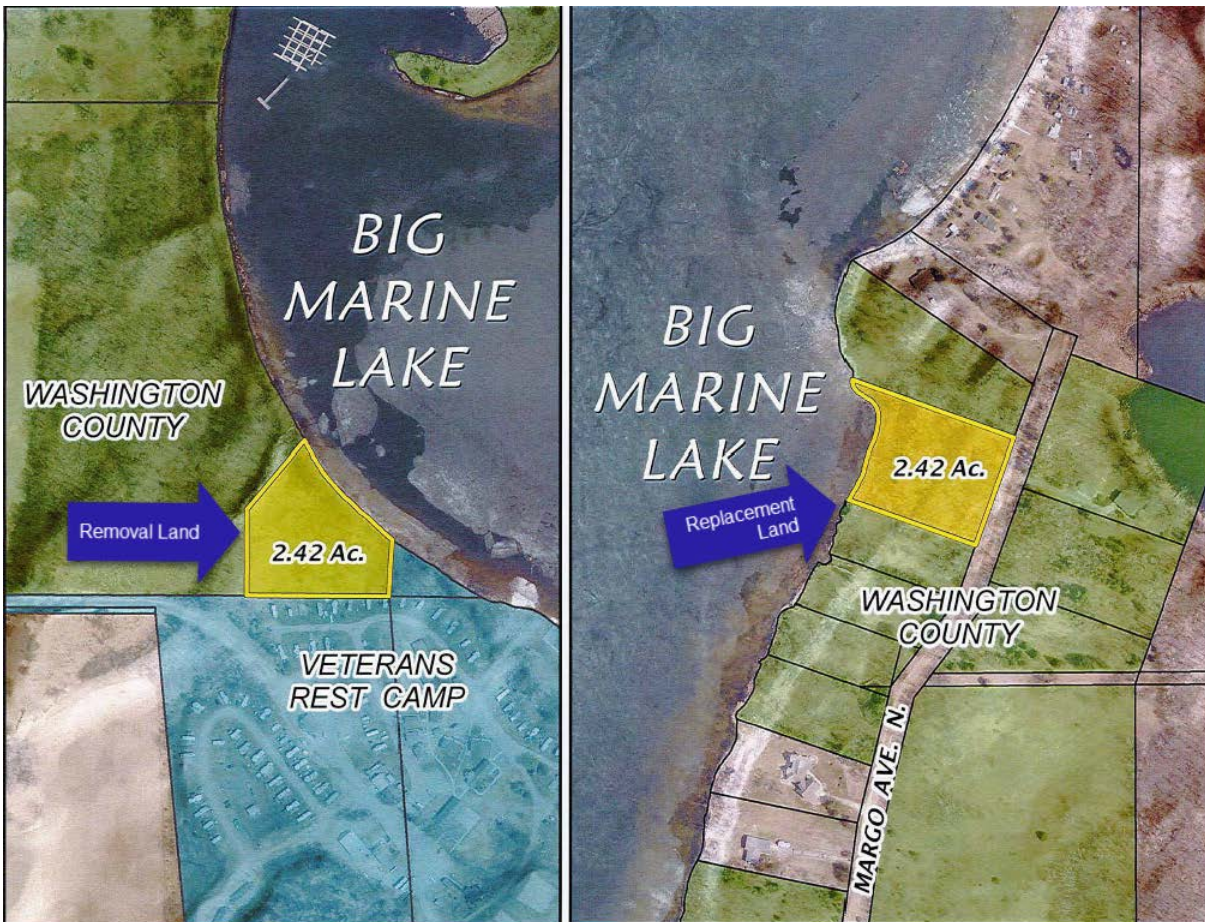 BIG
MARINE
LAKE
WASHINGTON
COUNTY
Removal Land
2.42 Ac.
VETERANS
REST CAMP
BIG
MARINE
LAKE
2.42 Ac.
Replacement
Land
WASHINGTON
COUNTY
MARGO AVE. N.